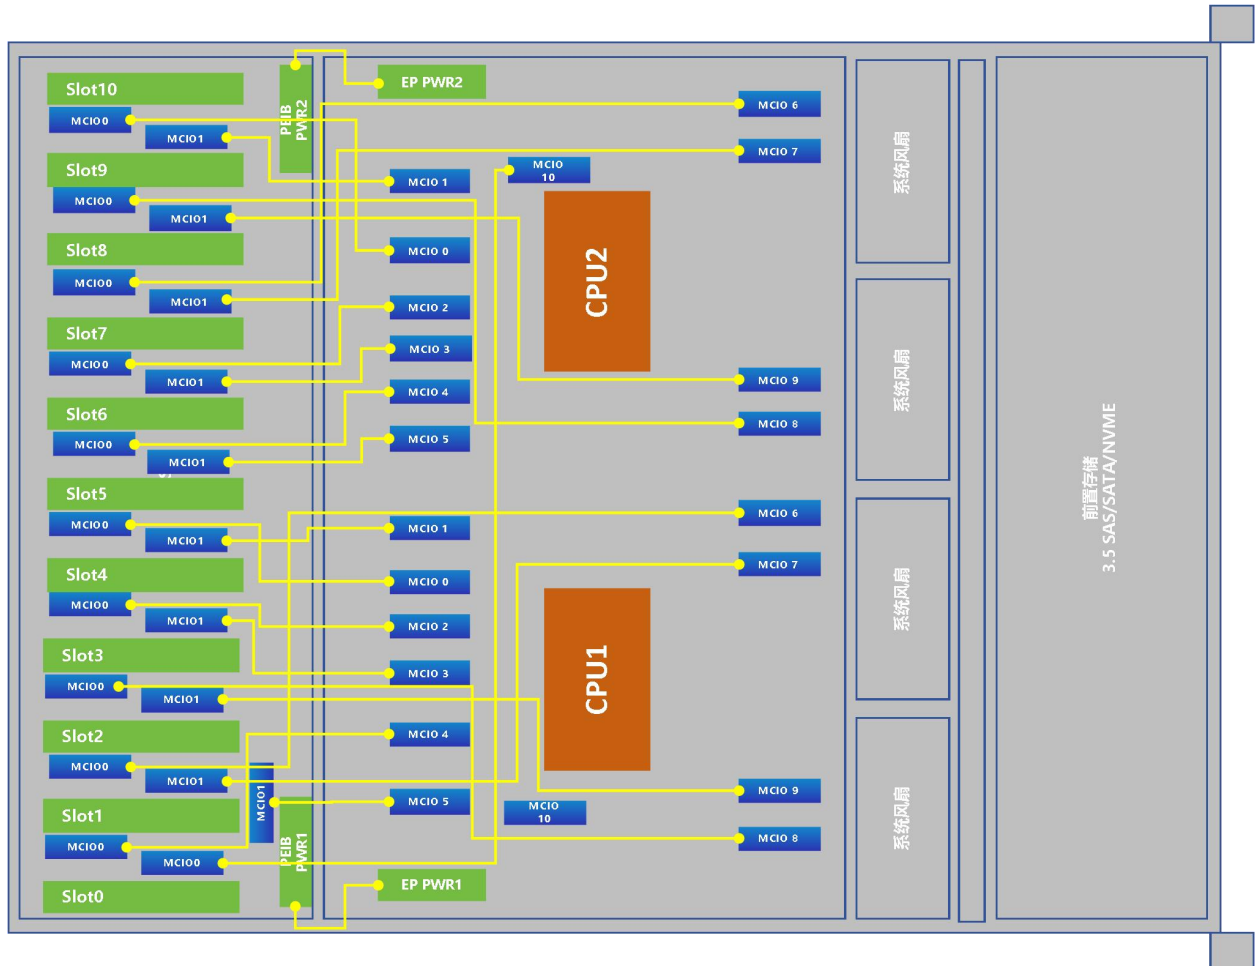 Slot10
MCIO0
MCIO1
Slot9
MCIO0
MCIO1
Slot8
MCIO0
MCIO1
Slot7
MCIO0
MCIO1
Slot6
MCIO0
MCIO1
Slot5
MCIO0
MCIO1
Slot4
MCIO0
MCIO1
Slot3
MCIO0
MCIO1
Slot2
MCIO0
MCIO1
Slot1
MCIO0
MCIO0
Slot0
MCIO1
PEIB
PWR2
PEIB
PWR1
EP PWR2
MCIO 1
MCIO 0
MCIO 2
MCIO 3
MCIO 4
MCIO 5
MCIO 1
MCIO 0
MCIO 2
MCIO 3
MCIO 4
MCIO 5
EP PWR1
MCIO
10
CPU2
CPU1
MCIO
10
MCIO 6
MCIO 7
MCIO 9
MCIO 8
MCIO 6
MCIO 7
MCIO 9
MCIO 8
系统风扇
系统风扇
系统风扇
系统风扇
前置存储
3.5 SAS/SATA/NVME